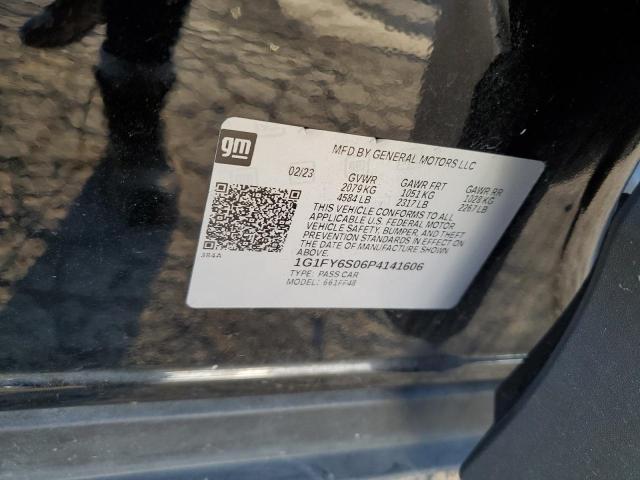 gm
MFD BY GENERAL MOTORS LLC
02/23 GVWR GAWR FRT GAWR RR
2079 KG 1051 KG 1028 KG
4584 LB 2317 LB 2267 LB
THIS VEHICLE CONFORMS TO ALL
APPLICABLE U.S. FEDERAL MOTOR
VEHICLE SAFETY, BUMPER, AND THEFT
PREVENTION STANDARDS IN EFFECT ON
THE DATE OF MANUFACTURE SHOWN
ABOVE.
1G1FY6S06P4141606
TYPE: PASS CAR
MODEL: 661FF48